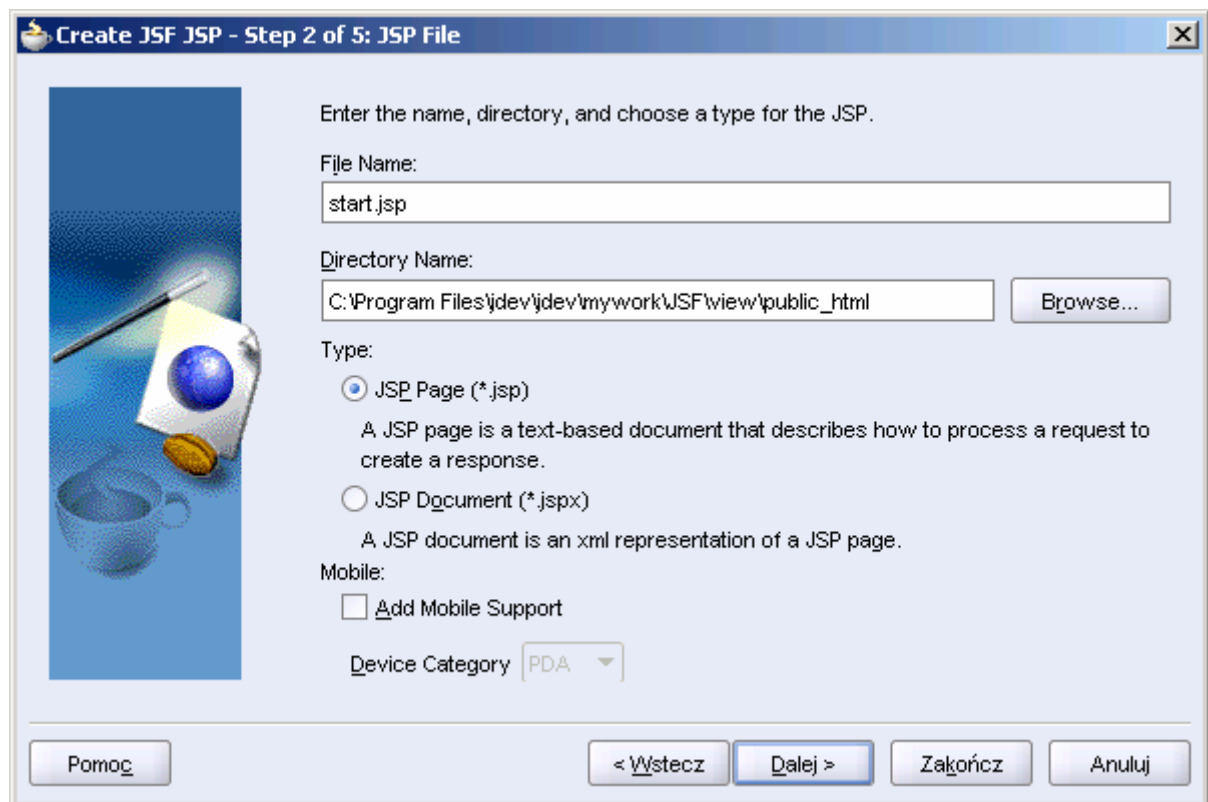 Create JSF JSP - Step 2 of 5: JSP File
Enter the name, directory, and choose a type for the JSP.
File Name:
start.jsp
Directory Name:
C:\Program Files\jdev\jdev\mywork\JSF\view\public_html
Browse...
Type:
JSP Page (*.jsp)
A JSP page is a text-based document that describes how to process a request to
create a response.
JSP Document (*.jspx)
A JSP document is an xml representation of a JSP page.
Mobile:
Add Mobile Support
Device Category PDA
Pomoc < Wstecz Dalej > Zakończ Anuluj